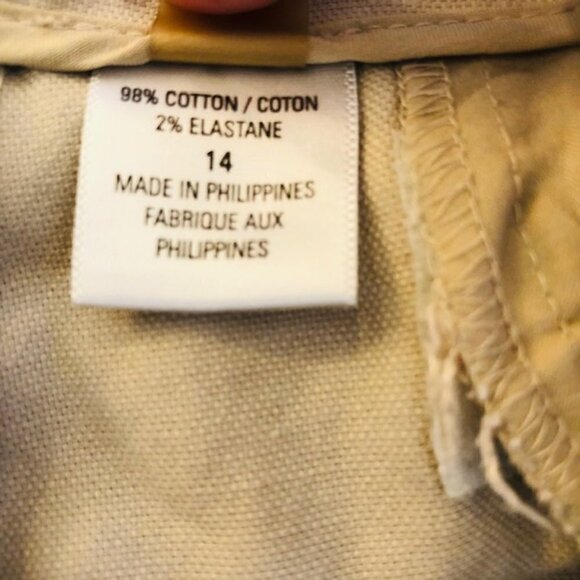 98% COTTON / COTON
2% ELASTANE
14
MADE IN PHILIPPINES
FABRIQUE AUX
PHILIPPINES